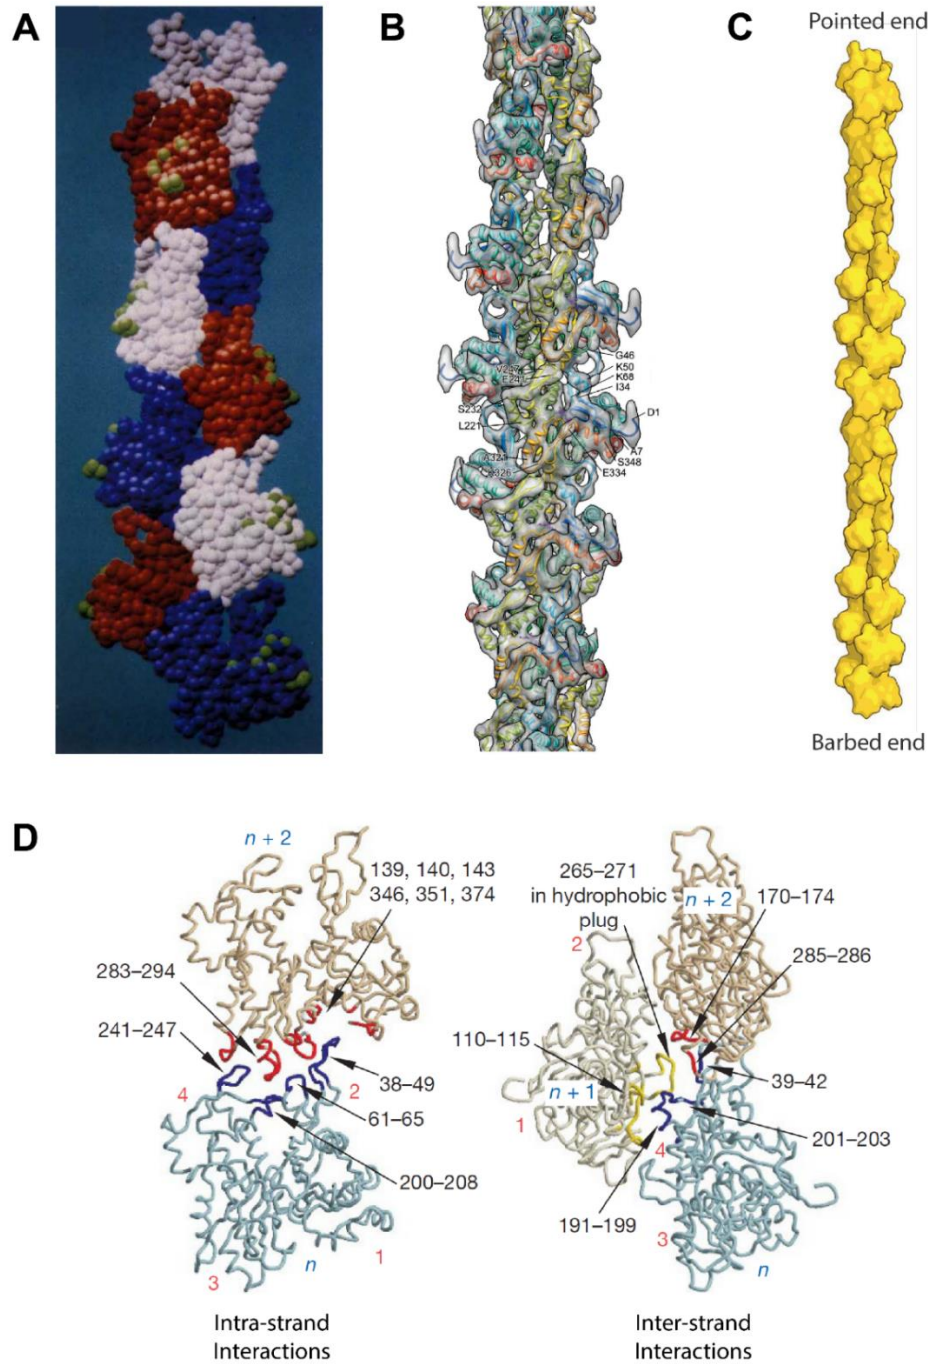 A
B
C
Pointed end
G46
K50
K68
I34
S232
L221
D1
A7
S348
E334
Barbed end
D
n + 2
139, 140, 143
346, 351, 374
283–294
241–247
4
2
38–49
61–65
200–208
3
n
1
Intra-strand
Interactions
265–271
in hydrophobic
plug
n + 2
170–174
2
285–286
110–115
n + 1
39–42
1
4
201–203
191–199
3
n
Inter-strand
Interactions